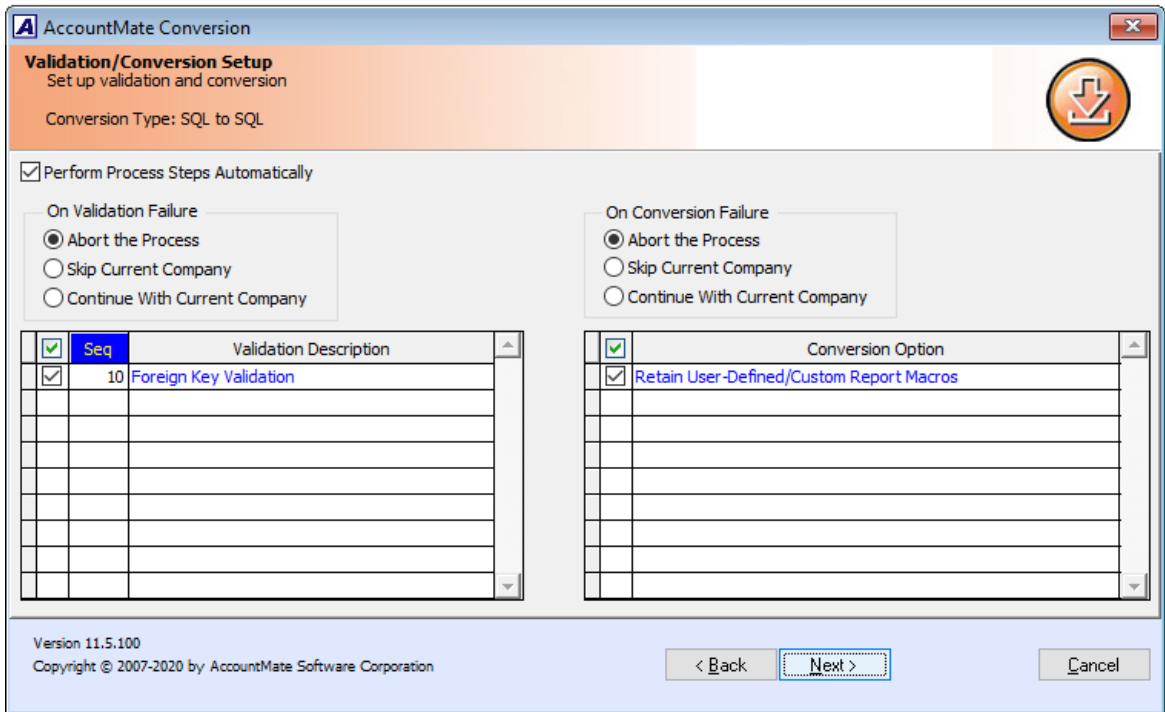 AccountMate Conversion
Validation/Conversion Setup
Set up validation and conversion
Conversion Type: SQL to SQL
Perform Process Steps Automatically
On Validation Failure
Abort the Process
Skip Current Company
Continue With Current Company
On Conversion Failure
Abort the Process
Skip Current Company
Continue With Current Company
Seq Validation Description
10 Foreign Key Validation
Conversion Option
Retain User-Defined/Custom Report Macros
Version 11.5.100
Copyright © 2007-2020 by AccountMate Software Corporation
< Back Next > Cancel